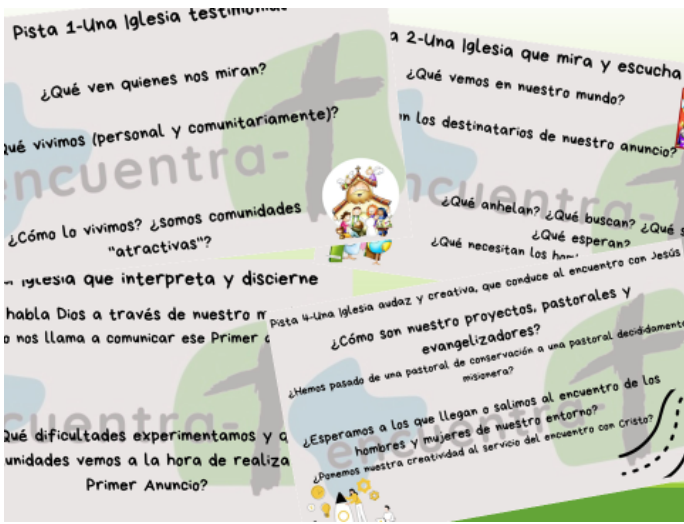 Pista 1-Una Iglesia
¿Qué ven quienes nos miran?
vivimos (personal y comunitariamente)?
¿Cómo lo vivimos? ¿somos comunidades
"atractivas"?
encuentra-
2-Una Iglesia que mira y escucha
¿Qué vemos en nuestro mundo?
los destinatarios de nuestro anuncio?
¿Qué anhelan? ¿Qué buscan? ¿Qué
¿Qué esperan?
¿Qué necesitan los
que interpreta y discierne
habla Dios a través de nuestro
nos llama a comunicar ese Primer
¿Qué dificultades experimentamos y
vemos a la hora de
Primer Anuncio?
Pista 4-Una Iglesia audaz y creativa, que conduce al encuentro con Jesús
¿Cómo son nuestro proyectos, pastorales y
evangelizadores?
¿Hemos pasado de una pastoral de conservación a una pastoral decididamente
misionera?
¿Esperamos a los que llegan o salimos al encuentro de los
hombres y mujeres de nuestro entorno?
¿Ponemos nuestra creatividad al servicio del encuentro con Cristo?
encuentra-